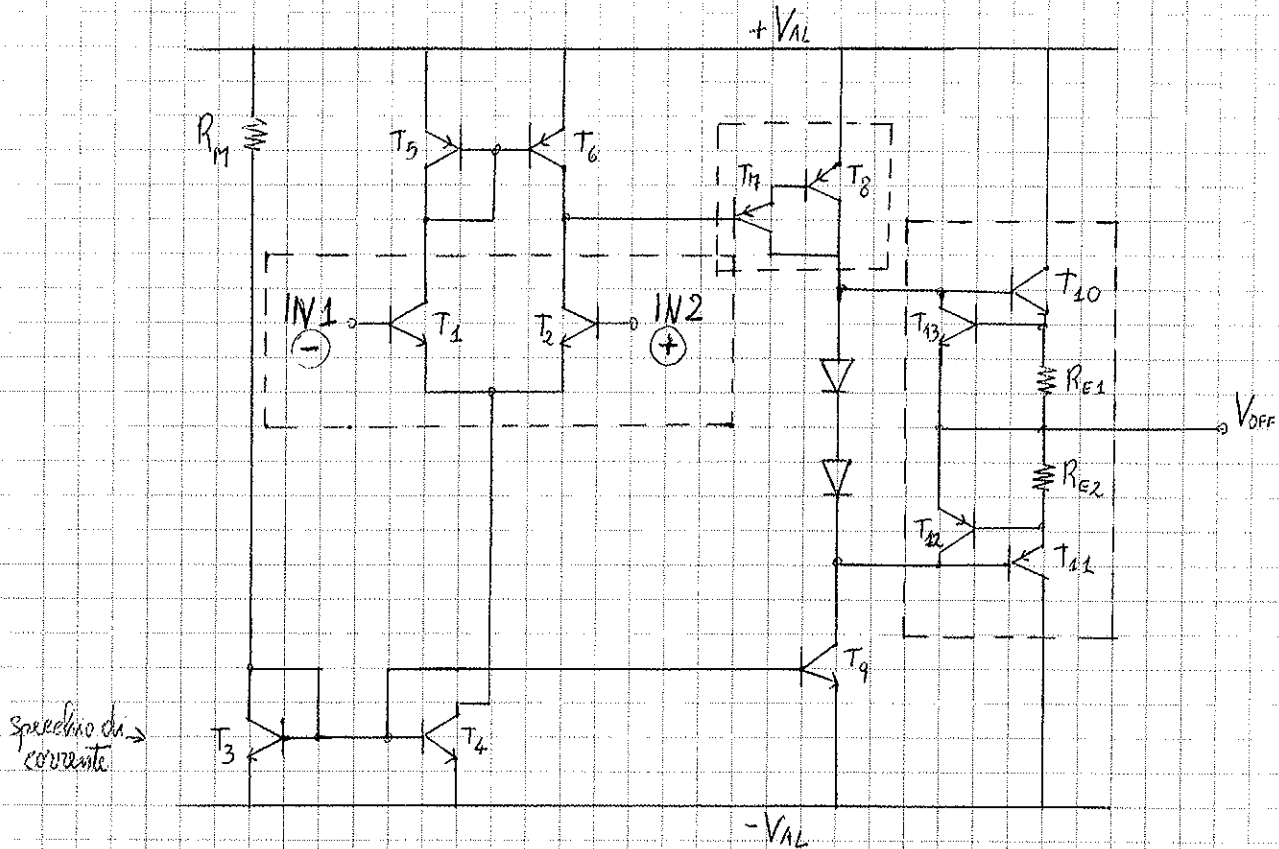 +VAL
RM
T5
T6
T7
T8
IN1
-
T1
T2
IN2
+
T10
T13
RE1
VOFF
RE2
T12
T11
T9
specchio di
corrente
T3
T4
-VAL